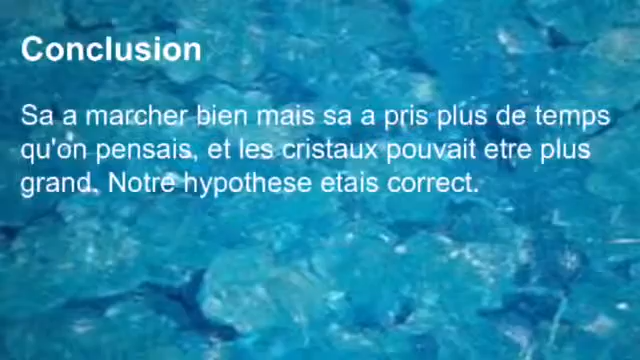 Conclusion
Sa a marcher bien mais sa a pris plus de temps
qu'on pensais, et les cristaux pouvait etre plus
grand. Notre hypothese etais correct.